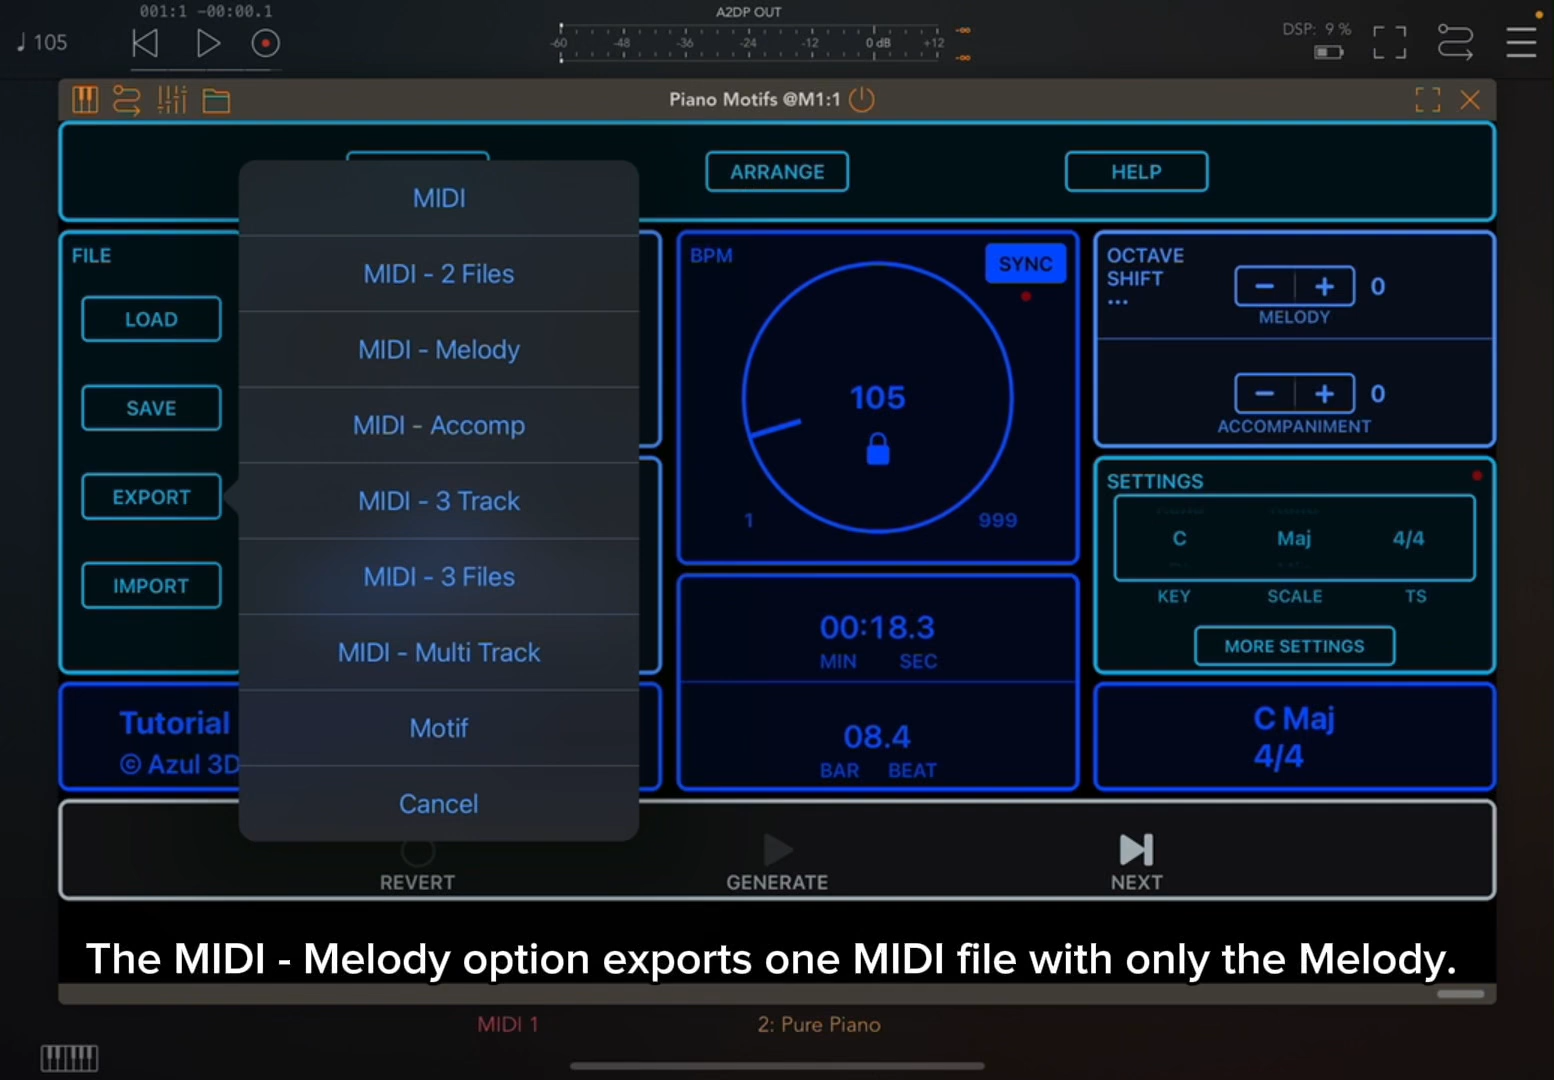 001:1 -00:00.1
A2DP OUT
♩ 105
-60 -48 -36 -24 -12 0 dB +12
-∞
-∞
DSP: 9 %
Piano Motifs @M1:1
ARRANGE
HELP
FILE
LOAD
SAVE
EXPORT
IMPORT
MIDI
MIDI - 2 Files
MIDI - Melody
MIDI - Accomp
MIDI - 3 Track
MIDI - 3 Files
MIDI - Multi Track
Motif
Cancel
BPM
SYNC
105
1 999
00:18.3
MIN SEC
08.4
BAR BEAT
OCTAVE
SHIFT
...
− + 0
MELODY
− + 0
ACCOMPANIMENT
SETTINGS
C Maj 4/4
KEY SCALE TS
MORE SETTINGS
Tutorial
© Azul 3D
C Maj
4/4
REVERT
GENERATE
NEXT
The MIDI - Melody option exports one MIDI file with only the Melody.
MIDI 1
2: Pure Piano